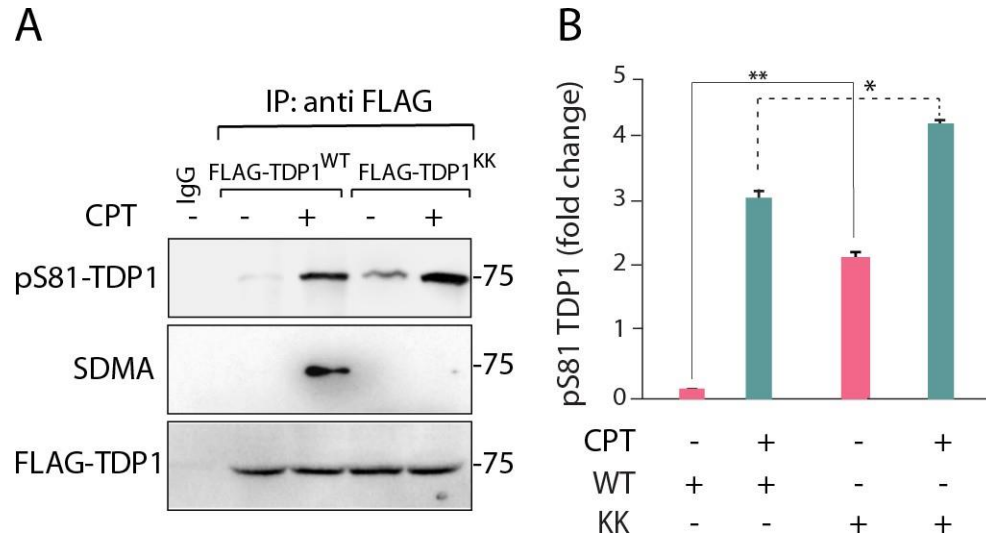 A
IP: anti FLAG
IgG FLAG-TDP1WT FLAG-TDP1KK
CPT - - + - +
pS81-TDP1 -75
SDMA -75
FLAG-TDP1 -75
B
pS81 TDP1 (fold change)
5
4
3
2
1
0
** *
CPT - + - +
WT + + - -
KK - - + +